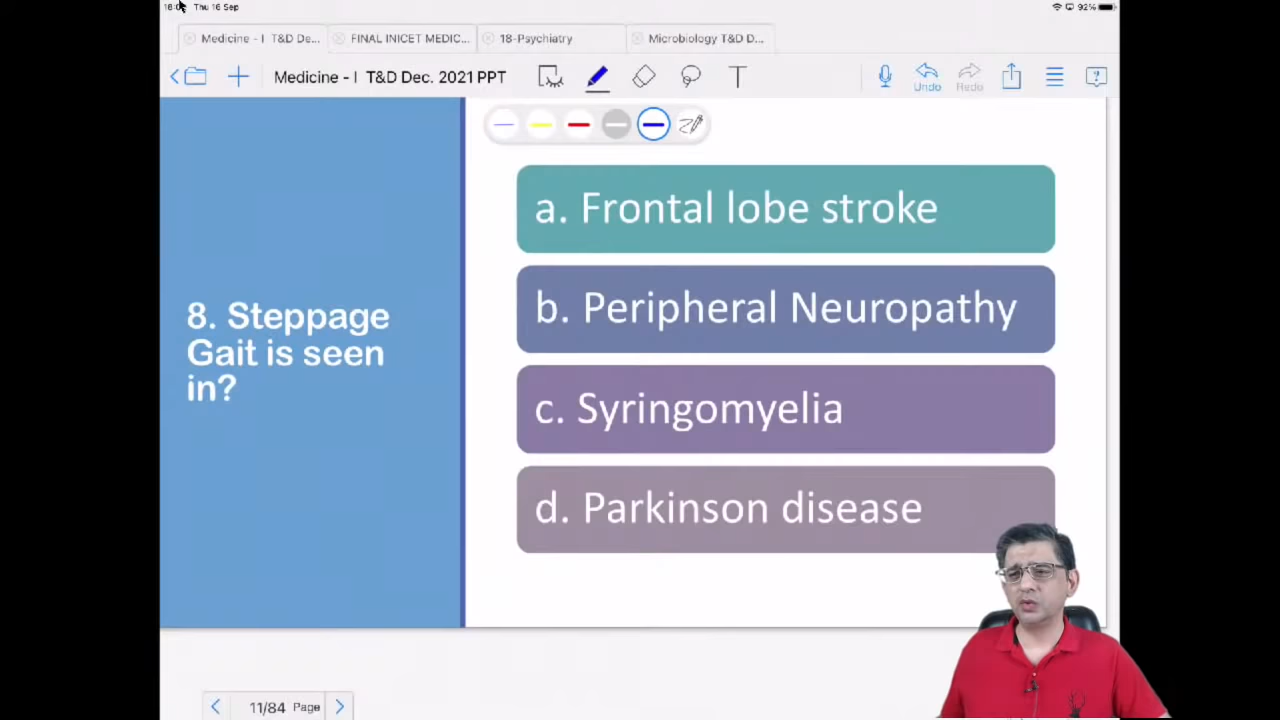 Thu 16 Sep
92%
Medicine - I T&D De...
FINAL INICET MEDIC...
18-Psychiatry
Microbiology T&D D...
Medicine - I T&D Dec. 2021 PPT
T
Undo
Redo
?
8. Steppage
Gait is seen
in?
a. Frontal lobe stroke
b. Peripheral Neuropathy
c. Syringomyelia
d. Parkinson disease
11/84 Page